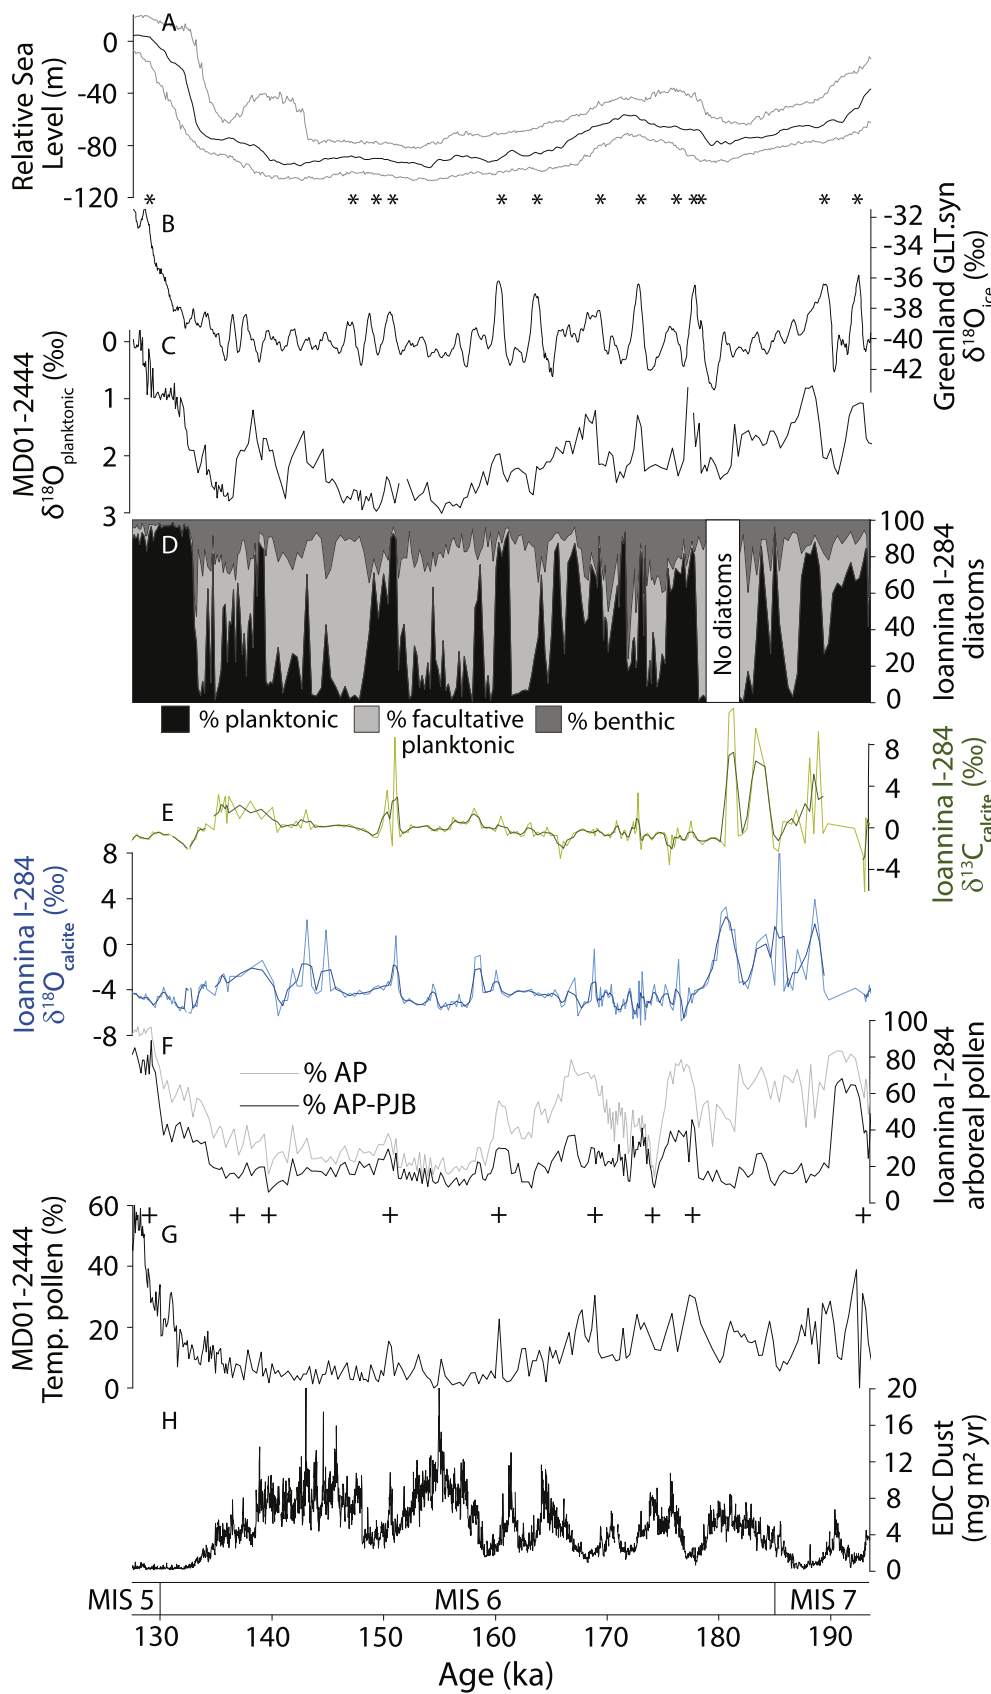 A
Relative Sea
Level (m)
0
-40
-80
-120
* * * * * * * * * * * * *
B
-32
-34
-36
-38
-40
-42
Greenland GLT.syn
δ18Oice (‰)
C
0
1
2
3
MD01-2444
δ18Oplanktonic (‰)
D
No diatoms
100
80
60
40
20
0
Ioannina I-284
diatoms
% planktonic
% facultative
planktonic
% benthic
E
8
4
0
-4
Ioannina I-284
δ13Ccalcite (‰)
8
4
0
-4
-8
Ioannina I-284
δ18Ocalcite (‰)
F
% AP
% AP-PJB
100
80
60
40
20
0
Ioannina I-284
arboreal pollen
+ + + + + + + + +
G
60
40
20
0
MD01-2444
Temp. pollen (%)
H
20
16
12
8
4
0
EDC Dust
(mg m² yr)
MIS 5
MIS 6
MIS 7
130 140 150 160 170 180 190
Age (ka)